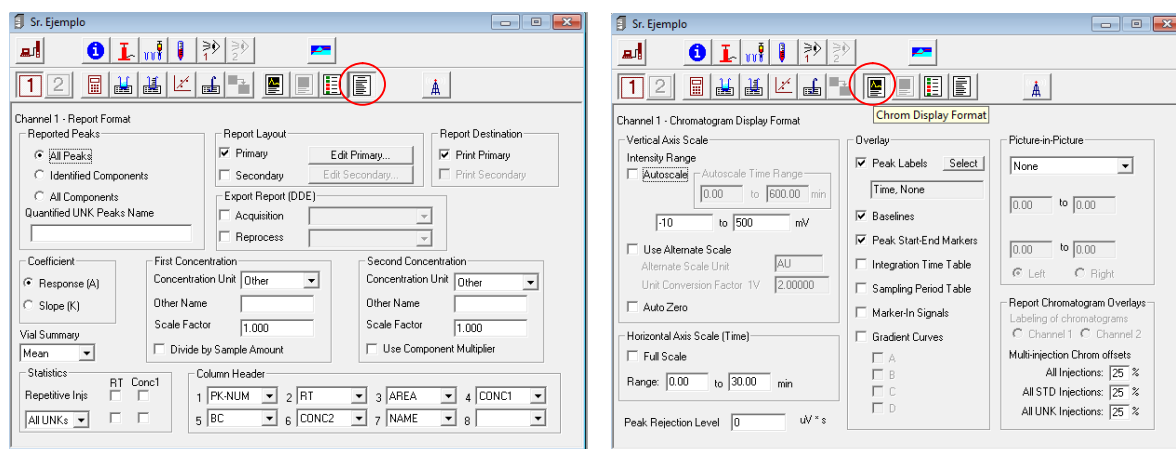 Sr. Ejemplo
1 2
1 2
Channel 1 - Report Format
Reported Peaks
All Peaks
Identified Components
All Components
Quantified UNK Peaks Name
Report Layout
Primary Edit Primary...
Secondary Edit Secondary...
Report Destination
Print Primary
Print Secondary
Export Report (DDE)
Acquisition
Reprocess
Coefficient
Response (A)
Slope (K)
Vial Summary
Mean
First Concentration
Concentration Unit Other
Other Name
Scale Factor 1.000
Divide by Sample Amount
Second Concentration
Concentration Unit Other
Other Name
Scale Factor 1.000
Use Component Multiplier
Statistics
RT Conc1
Repetitive Injs
All UNKs
Column Header
1 PK-NUM 2 RT 3 AREA 4 CONC1
5 BC 6 CONC2 7 NAME 8
Sr. Ejemplo
1 2
1 2
Chrom Display Format
Channel 1 - Chromatogram Display Format
Vertical Axis Scale
Intensity Range
Autoscale
Autoscale Time Range
0.00 to 600.00 min
-10 to 500 mV
Use Alternate Scale
Alternate Scale Unit AU
Unit Conversion Factor 1V 2.00000
Auto Zero
Horizontal Axis Scale (Time)
Full Scale
Range: 0.00 to 30.00 min
Peak Rejection Level 0 uV * s
Overlay
Peak Labels Select
Time, None
Baselines
Peak Start-End Markers
Integration Time Table
Sampling Period Table
Marker-In Signals
Gradient Curves
A
B
C
D
Picture-in-Picture
None
0.00 to 0.00
0.00 to 0.00
Left Right
Report Chromatogram Overlays
Labeling of chromatograms
Channel 1 Channel 2
Multi-injection Chrom offsets
All Injections: 25 %
All STD Injections: 25 %
All UNK Injections: 25 %